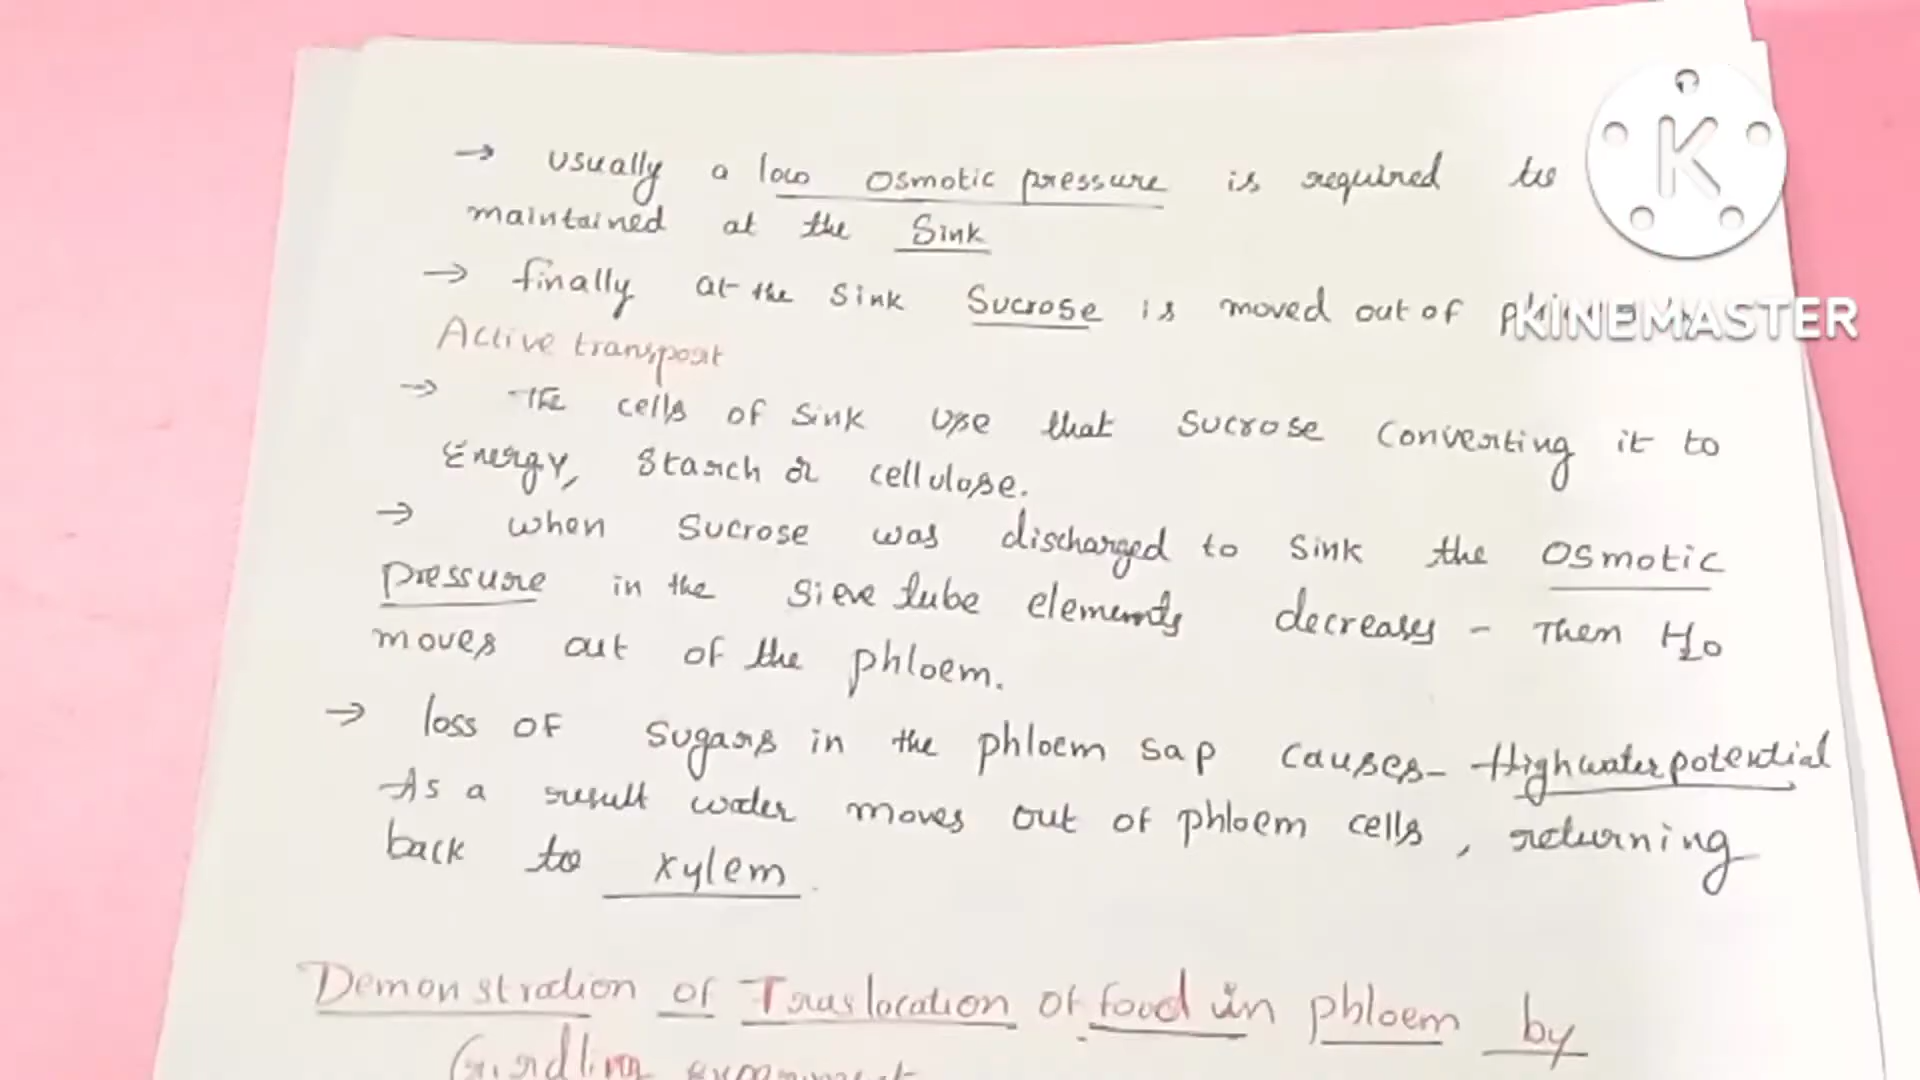 → usually a low osmotic pressure is required to
maintained at the Sink
→ finally at the sink Sucrose is moved out of
Active transport
→ The cells of sink use that sucrose converting it to
Energy, Starch or cellulose.
→ when sucrose was discharged to sink the osmotic
pressure in the sieve tube elements decreases - Then H2o
moves out of the phloem.
→ loss of sugars in the phloem sap causes- High water potential
As a result water moves out of phloem cells, returning
back to xylem.
Demonstration of Traslocation of food in phloem by
Girdling experiment
K
KINEMASTER